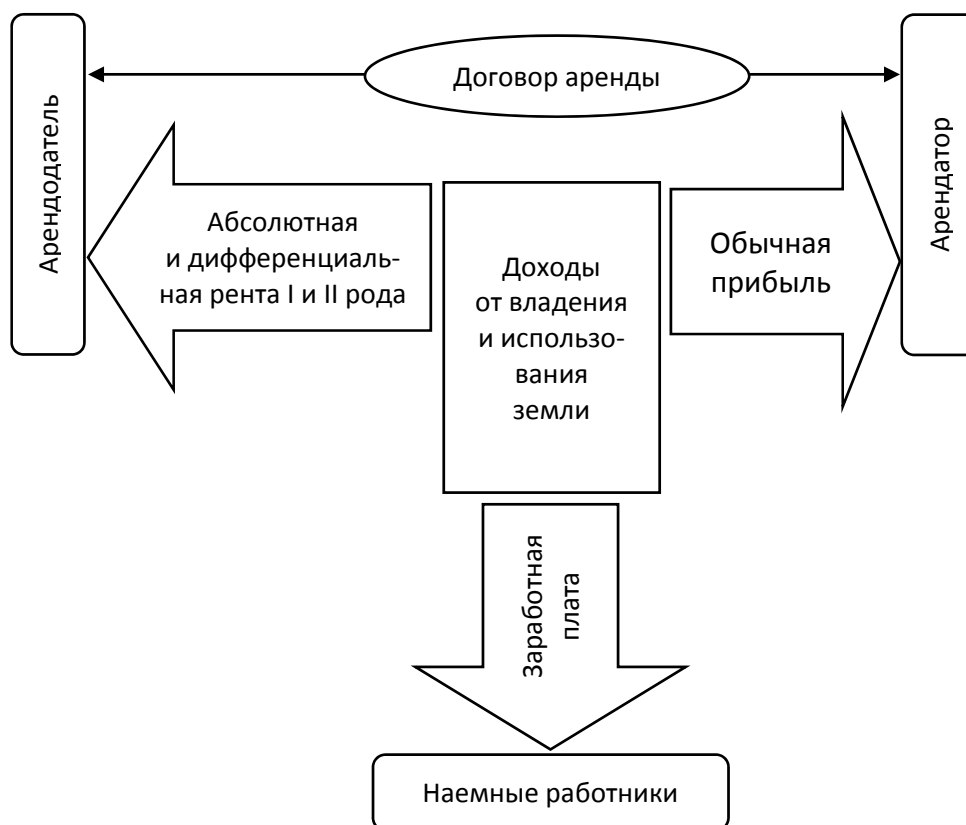 Договор аренды
Арендодатель
Арендатор
Абсолютная
и дифференциаль-
ная рента I и II рода
Доходы
от владения
и использо-
вания
земли
Обычная
прибыль
Заработная
плата
Наемные работники